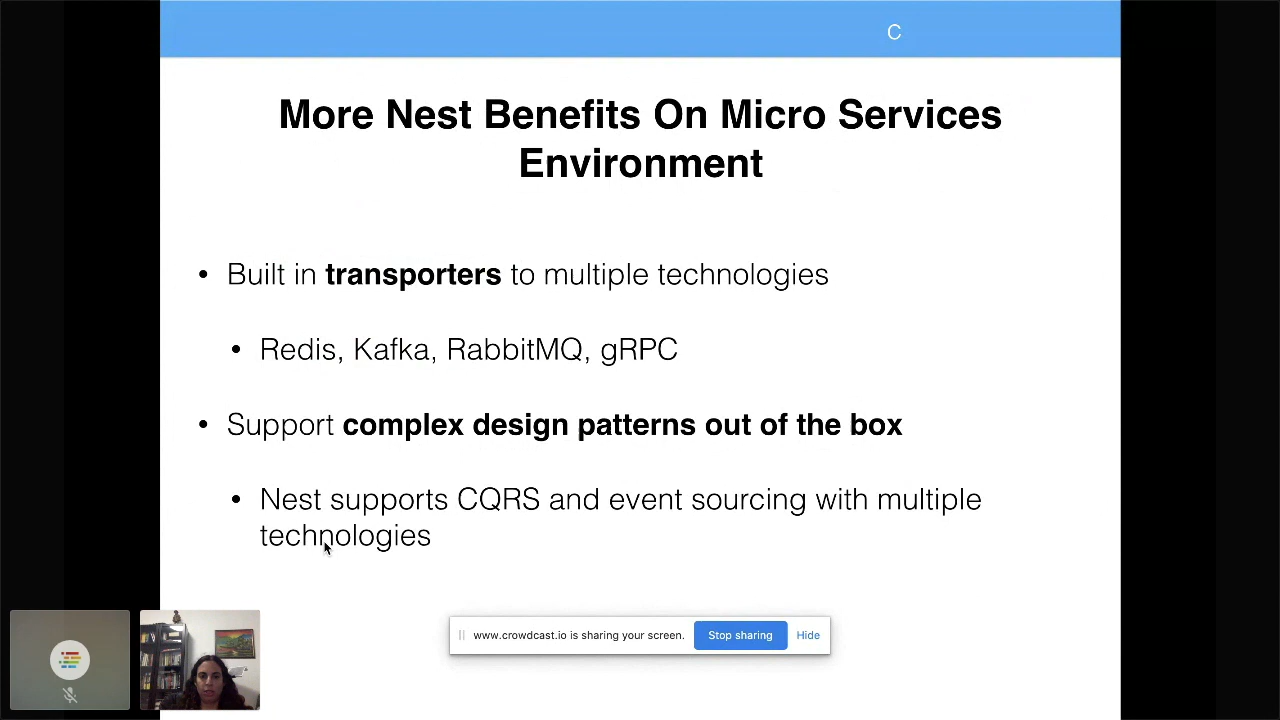 C
More Nest Benefits On Micro Services
Environment
• Built in transporters to multiple technologies
• Redis, Kafka, RabbitMQ, gRPC
• Support complex design patterns out of the box
• Nest supports CQRS and event sourcing with multiple
technologies
www.crowdcast.io is sharing your screen. Stop sharing Hide